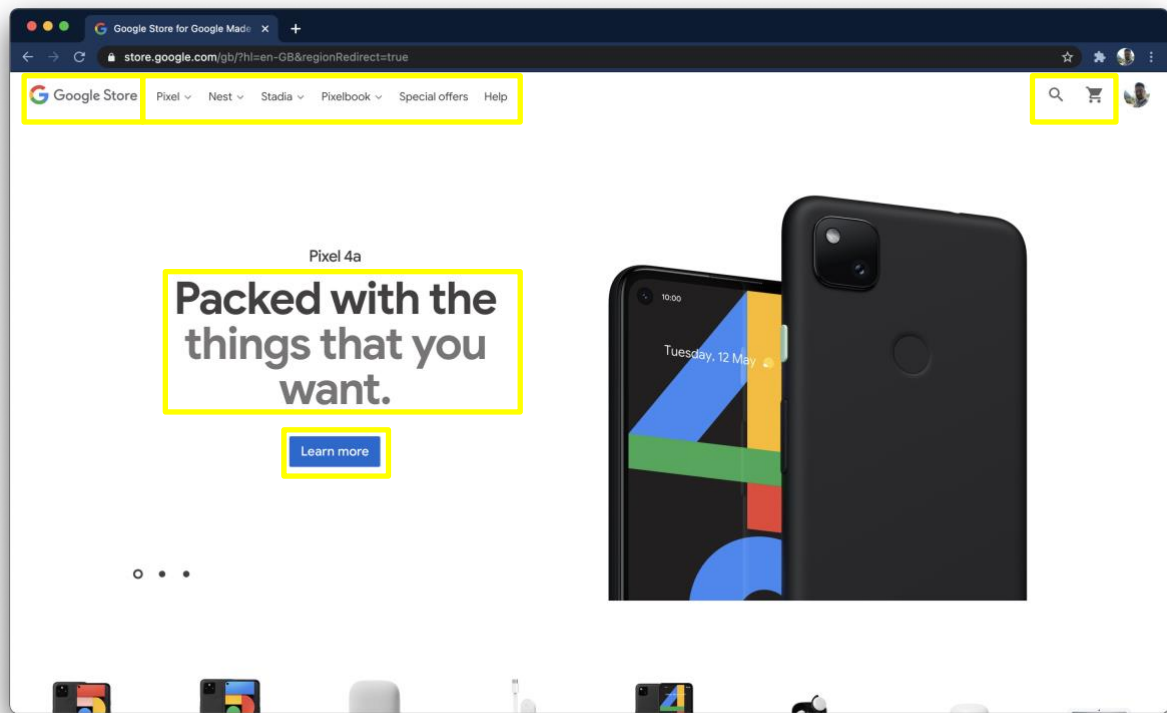 Google Store for Google Made
store.google.com/gb/?hl=en-GB&regionRedirect=true
Google Store Pixel Nest Stadia Pixelbook Special offers Help
Pixel 4a
Packed with the
things that you
want.
Learn more
10:00
Tuesday, 12 May